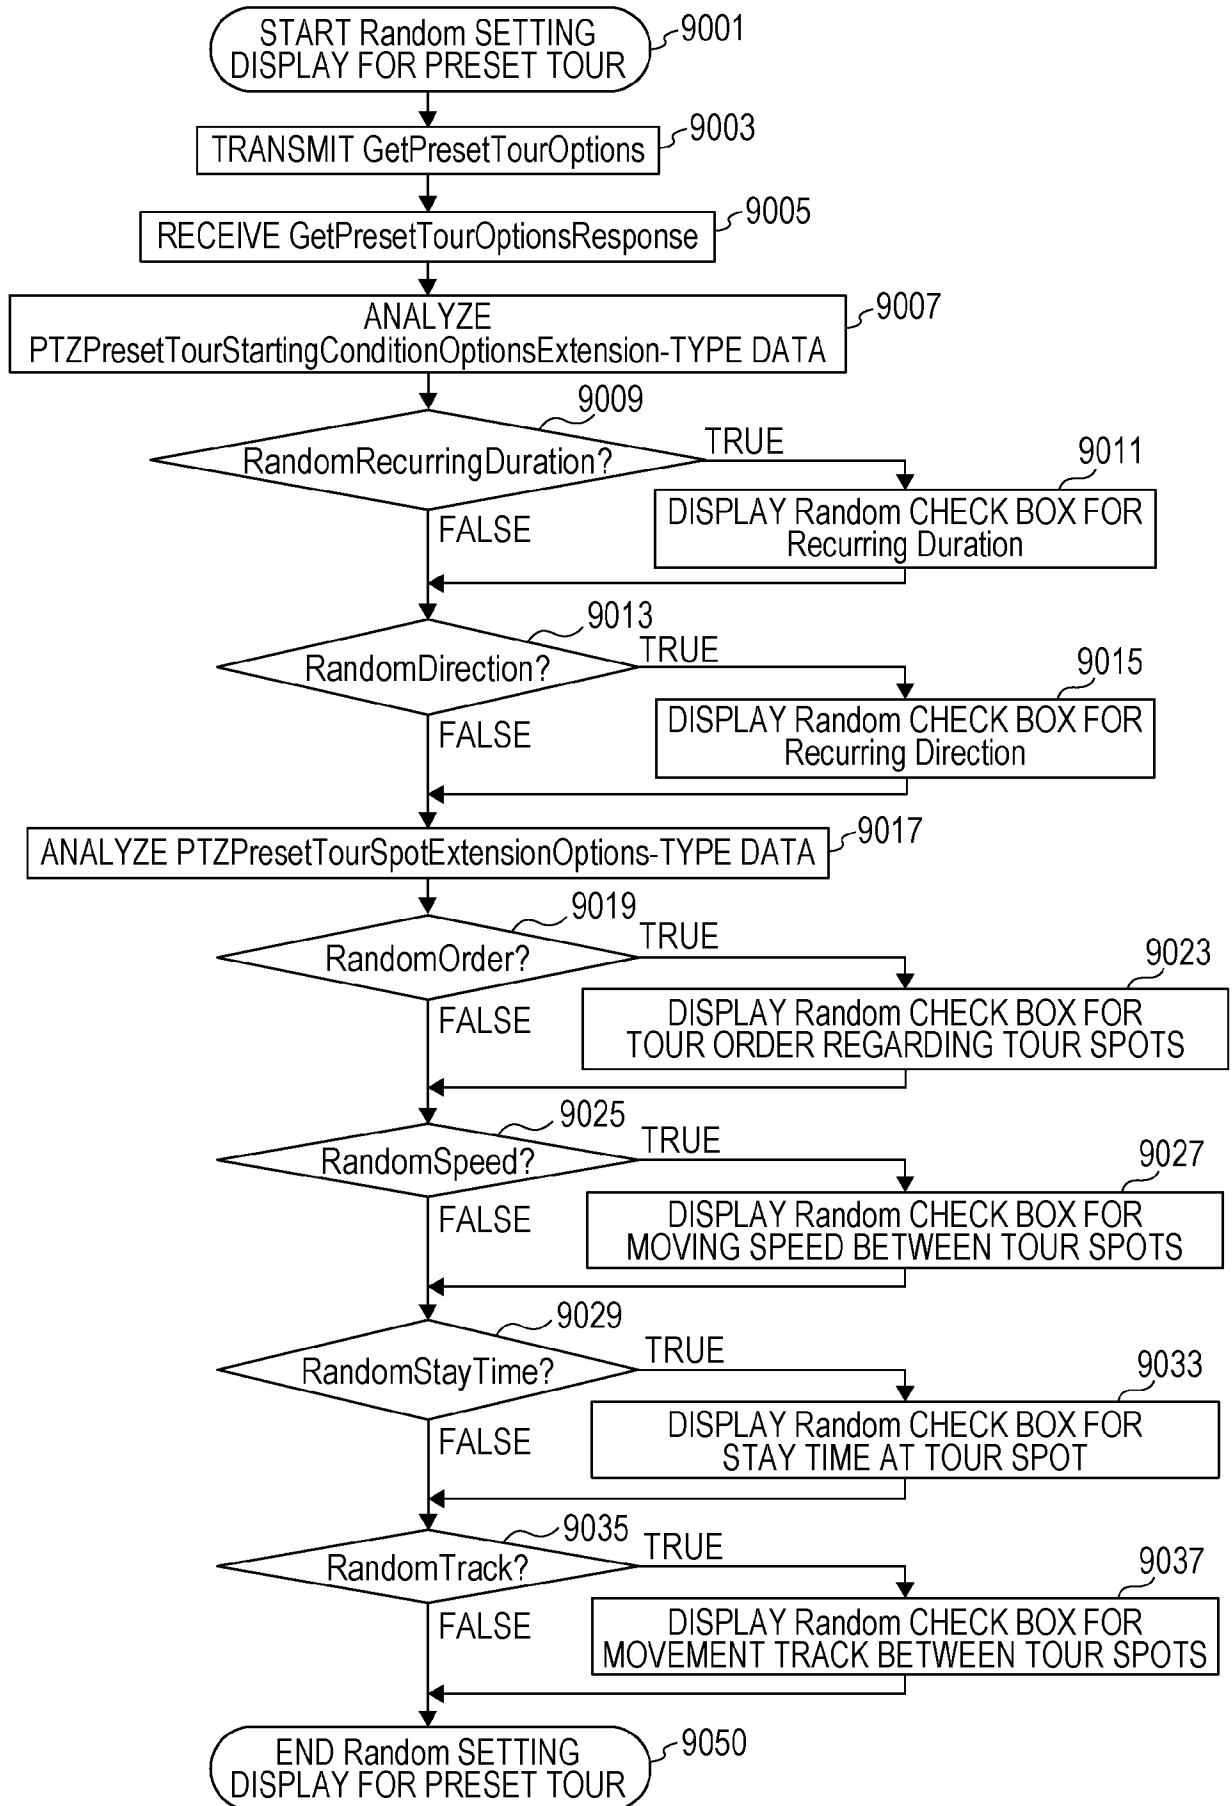 START Random SETTING
DISPLAY FOR PRESET TOUR
9001
TRANSMIT GetPresetTourOptions
9003
RECEIVE GetPresetTourOptionsResponse
9005
ANALYZE
PTZPresetTourStartingConditionOptionsExtension-TYPE DATA
9007
RandomRecurringDuration?
9009
TRUE
FALSE
DISPLAY Random CHECK BOX FOR
Recurring Duration
9011
RandomDirection?
9013
TRUE
FALSE
DISPLAY Random CHECK BOX FOR
Recurring Direction
9015
ANALYZE PTZPresetTourSpotExtensionOptions-TYPE DATA
9017
RandomOrder?
9019
TRUE
FALSE
DISPLAY Random CHECK BOX FOR
TOUR ORDER REGARDING TOUR SPOTS
9023
RandomSpeed?
9025
TRUE
FALSE
DISPLAY Random CHECK BOX FOR
MOVING SPEED BETWEEN TOUR SPOTS
9027
RandomStayTime?
9029
TRUE
FALSE
DISPLAY Random CHECK BOX FOR
STAY TIME AT TOUR SPOT
9033
RandomTrack?
9035
TRUE
FALSE
DISPLAY Random CHECK BOX FOR
MOVEMENT TRACK BETWEEN TOUR SPOTS
9037
END Random SETTING
DISPLAY FOR PRESET TOUR
9050